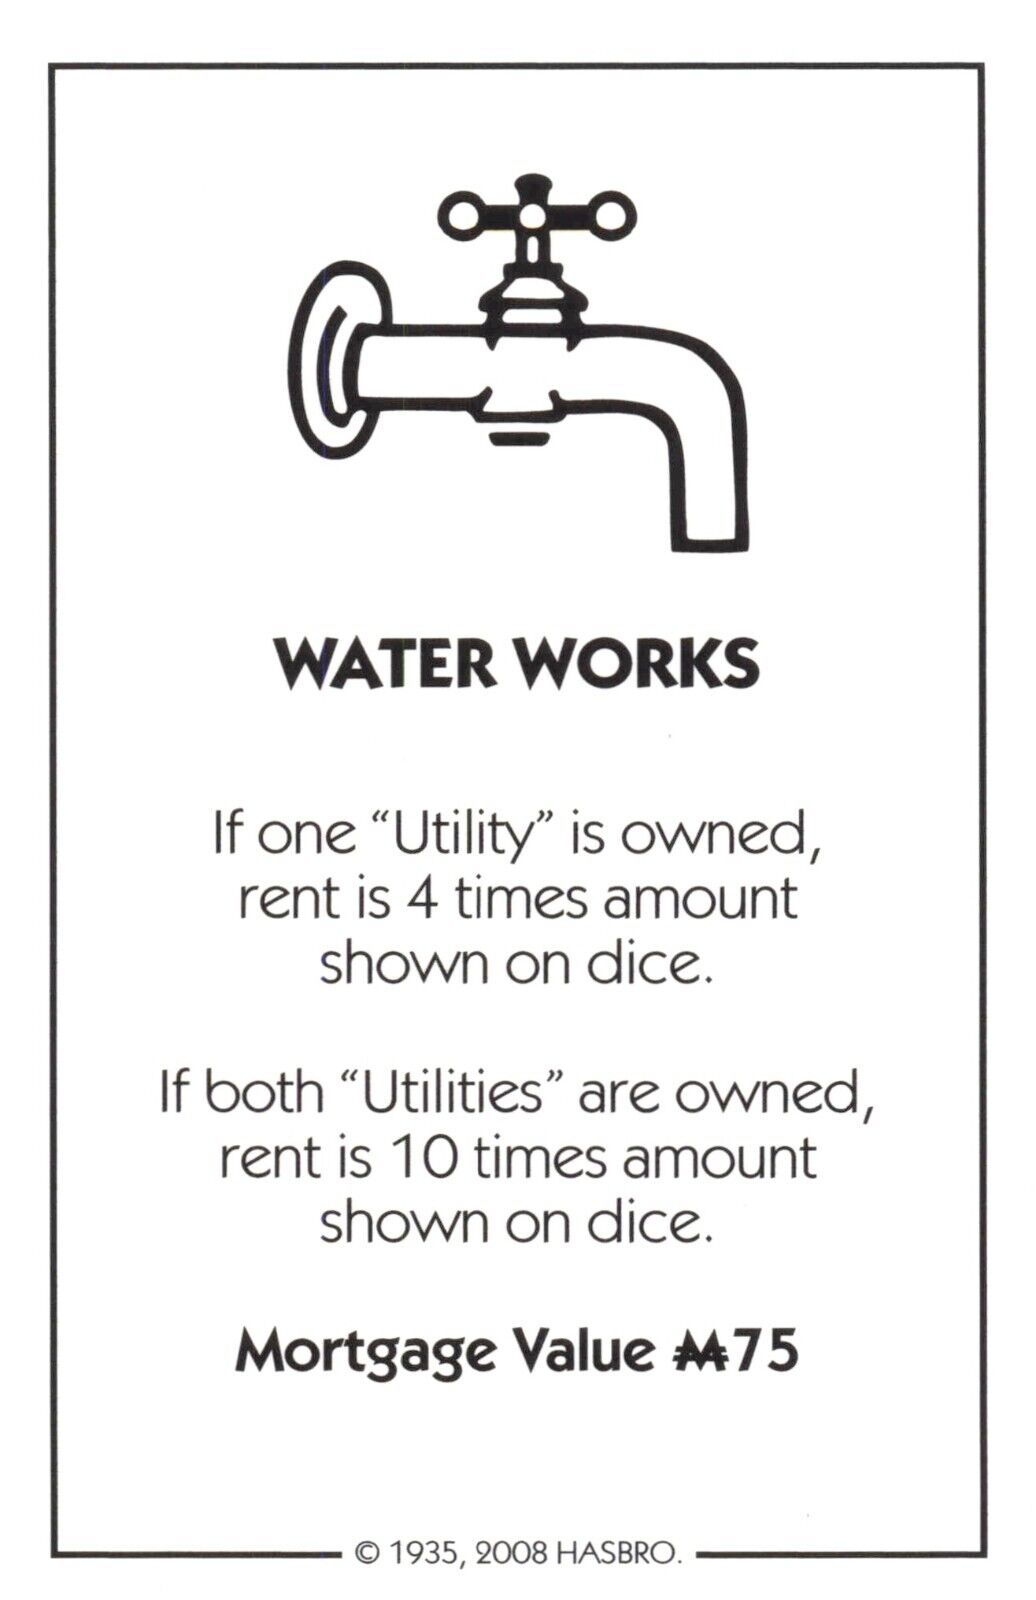 WATER WORKS
If one “Utility” is owned,
rent is 4 times amount
shown on dice.
If both “Utilities” are owned,
rent is 10 times amount
shown on dice.
Mortgage Value ₩75
© 1935, 2008 HASBRO.